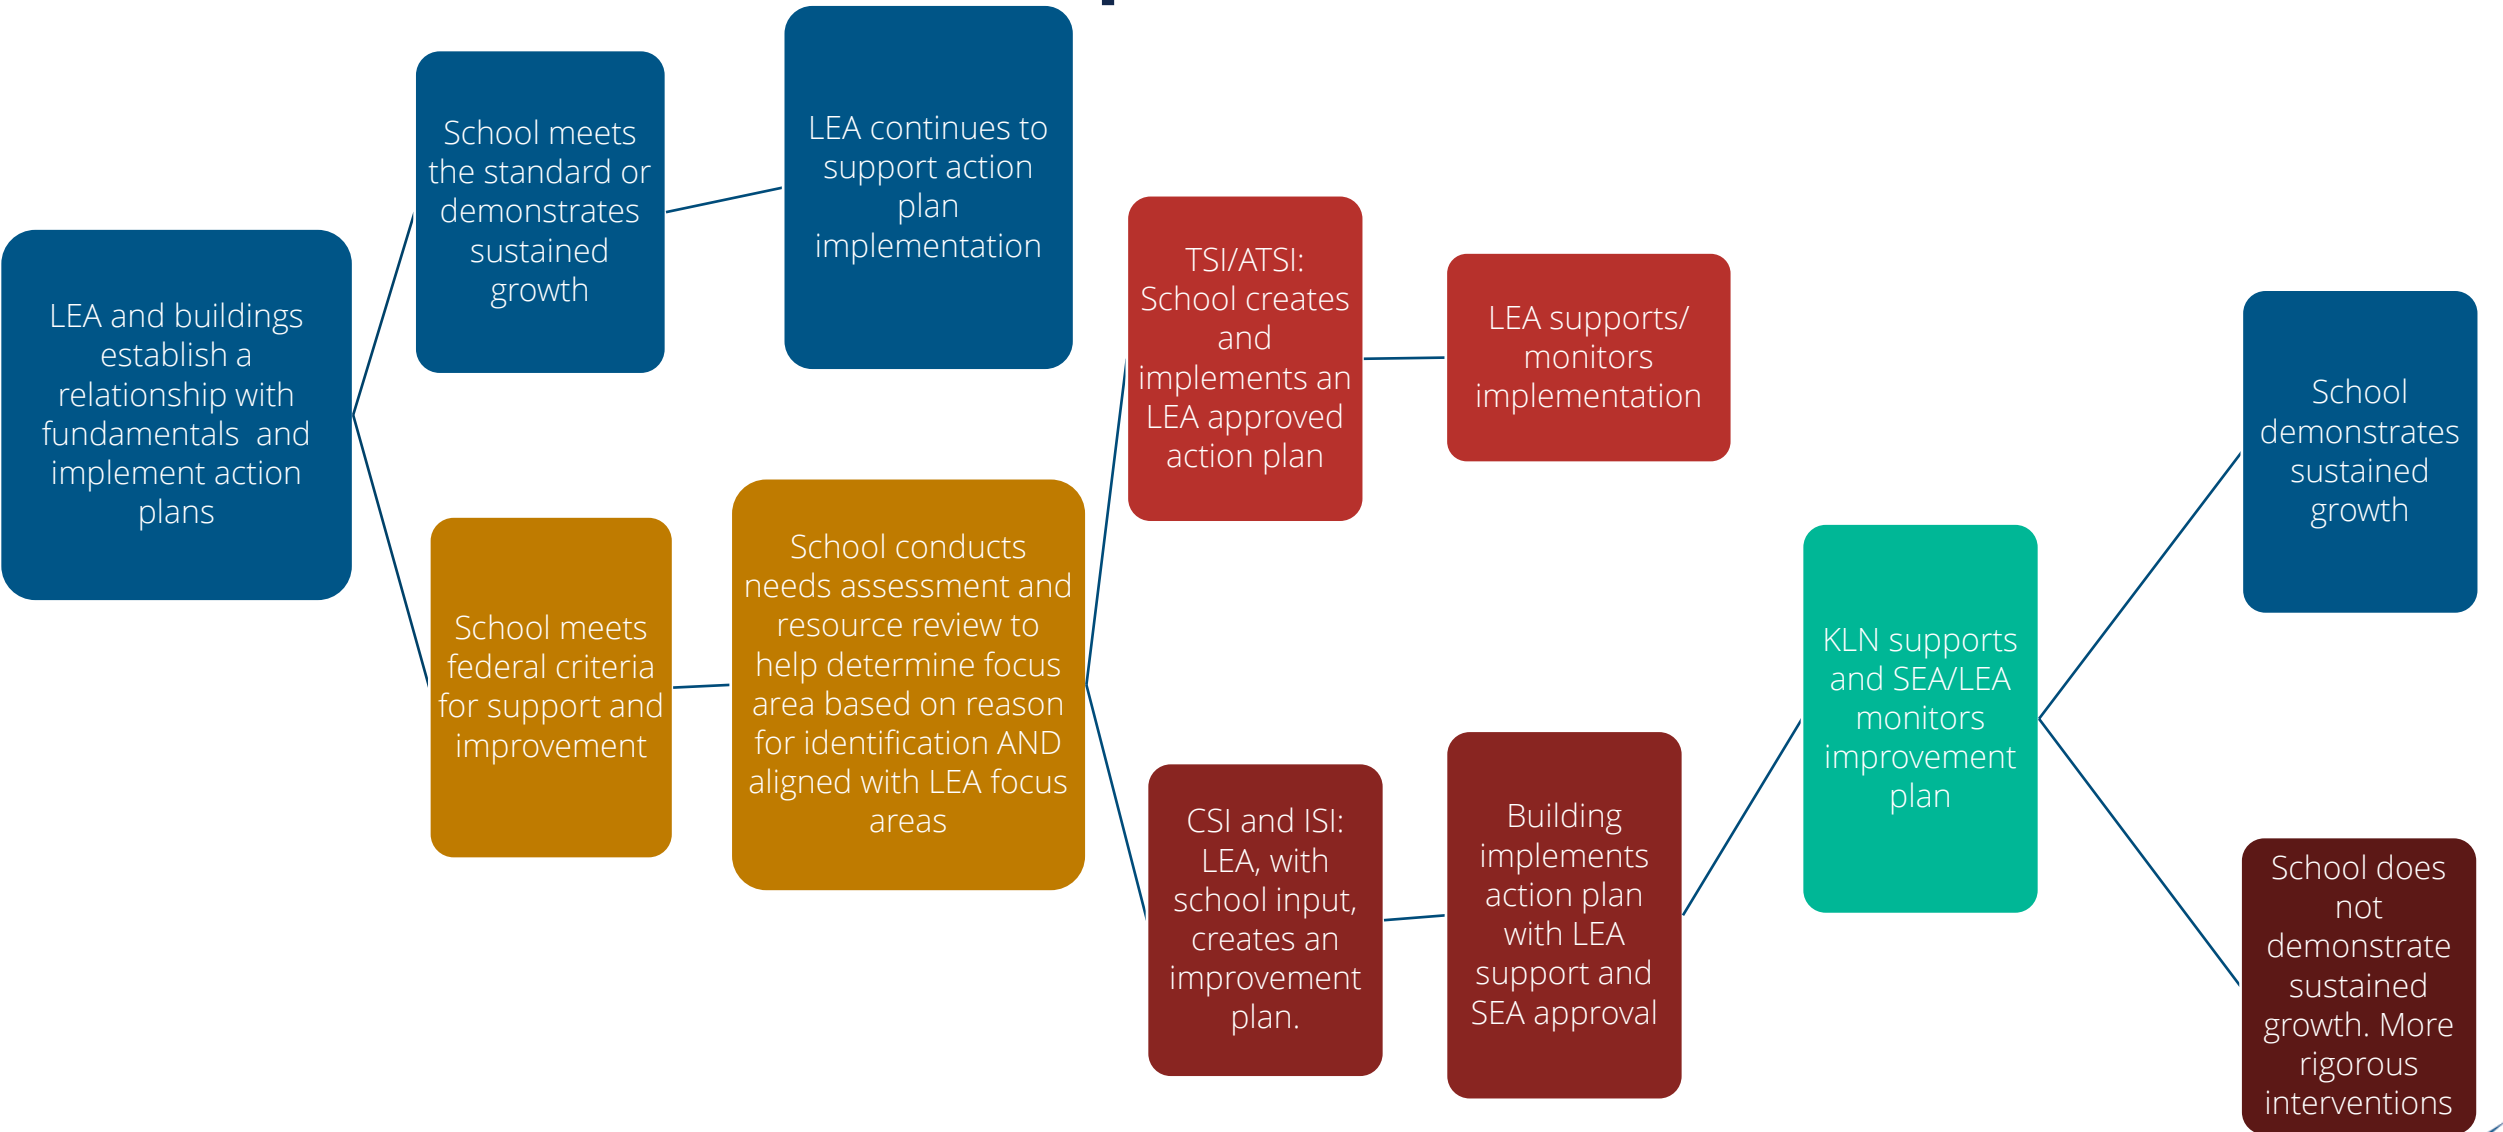 LEA and buildings
establish a
relationship with
fundamentals and
implement action
plans
School meets
the standard or
demonstrates
sustained
growth
LEA continues to
support action
plan
implementation
School meets
federal criteria
for support and
improvement
School conducts
needs assessment and
resource review to
help determine focus
area based on reason
for identification AND
aligned with LEA focus
areas
TSI/ATSI:
School creates
and
implements an
LEA approved
action plan
LEA supports/
monitors
implementation
CSI and ISI:
LEA, with
school input,
creates an
improvement
plan.
Building
implements
action plan
with LEA
support and
SEA approval
KLN supports
and SEA/LEA
monitors
improvement
plan
School
demonstrates
sustained
growth
School does
not
demonstrate
sustained
growth. More
rigorous
interventions